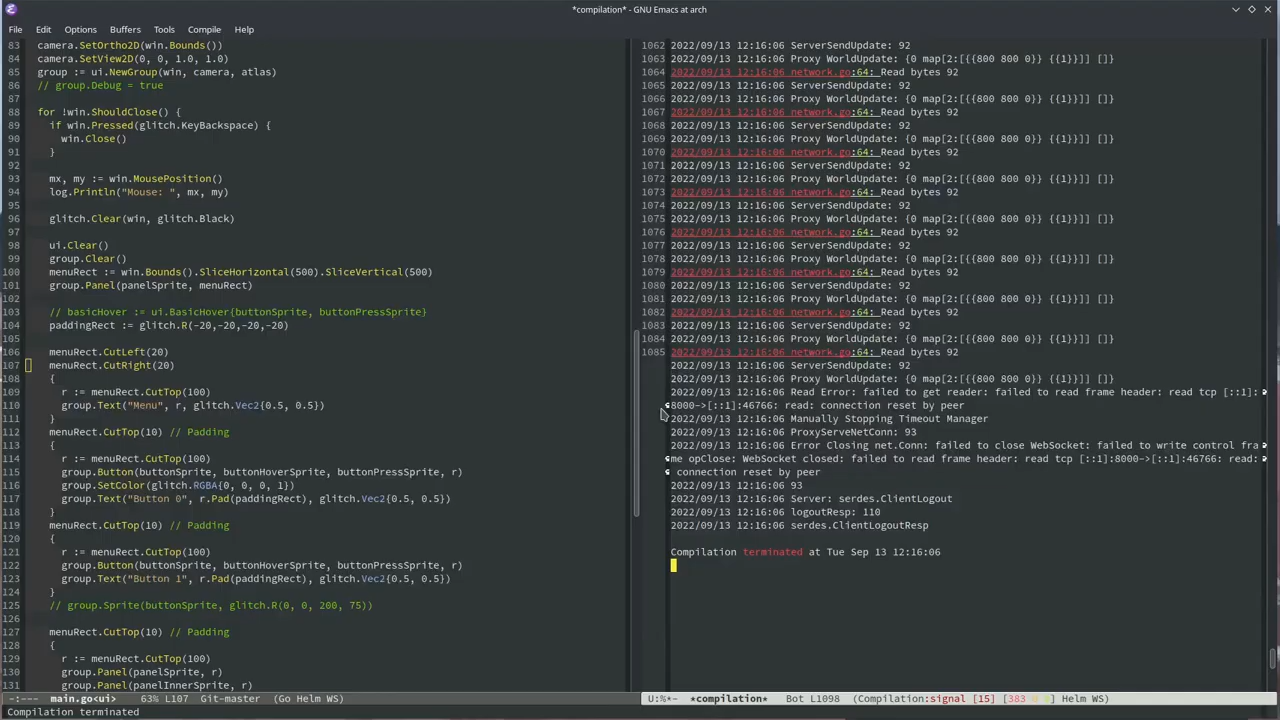 *compilation* - GNU Emacs at arch
File Edit Options Buffers Tools Compile Help
83 camera.SetOrtho2D(win.Bounds())
84 camera.SetView2D(0, 0, 1.0, 1.0)
85 group := ui.NewGroup(win, camera, atlas)
86 // group.Debug = true
87
88 for !win.ShouldClose() {
89 if win.Pressed(glitch.KeyBackspace) {
90 win.Close()
91 }
92
93 mx, my := win.MousePosition()
94 log.Println("Mouse: ", mx, my)
95
96 glitch.Clear(win, glitch.Black)
97
98 ui.Clear()
99 group.Clear()
100 menuRect := win.Bounds().SliceHorizontal(500).SliceVertical(500)
101 group.Panel(panelSprite, menuRect)
102
103 // basicHover := ui.BasicHover{buttonSprite, buttonPressSprite}
104 paddingRect := glitch.R(-20,-20,-20,-20)
105
106 menuRect.CutLeft(20)
107 menuRect.CutRight(20)
108 {
109 r := menuRect.CutTop(100)
110 group.Text("Menu", r, glitch.Vec2{0.5, 0.5})
111 }
112 menuRect.CutTop(10) // Padding
113 {
114 r := menuRect.CutTop(100)
115 group.Button(buttonSprite, buttonHoverSprite, buttonPressSprite, r)
116 group.SetColor(glitch.RGBA{0, 0, 0, 1})
117 group.Text("Button 0", r.Pad(paddingRect), glitch.Vec2{0.5, 0.5})
118 }
119 menuRect.CutTop(10) // Padding
120 {
121 r := menuRect.CutTop(100)
122 group.Button(buttonSprite, buttonHoverSprite, buttonPressSprite, r)
123 group.Text("Button 1", r.Pad(paddingRect), glitch.Vec2{0.5, 0.5})
124 }
125 // group.Sprite(buttonSprite, glitch.R(0, 0, 200, 75))
126
127 menuRect.CutTop(10) // Padding
128 {
129 r := menuRect.CutTop(100)
130 group.Panel(panelSprite, r)
131 group.Panel(panelInnerSprite, r)
-:--- main.go<ui> 63% L107 Git-master (Go Helm WS)
1062 2022/09/13 12:16:06 ServerSendUpdate: 92
1063 2022/09/13 12:16:06 Proxy WorldUpdate: {0 map[2:[{{800 800 0}} {{1}}]] []}
1064 2022/09/13 12:16:06 network.go:64: Read bytes 92
1065 2022/09/13 12:16:06 ServerSendUpdate: 92
1066 2022/09/13 12:16:06 Proxy WorldUpdate: {0 map[2:[{{800 800 0}} {{1}}]] []}
1067 2022/09/13 12:16:06 network.go:64: Read bytes 92
1068 2022/09/13 12:16:06 ServerSendUpdate: 92
1069 2022/09/13 12:16:06 Proxy WorldUpdate: {0 map[2:[{{800 800 0}} {{1}}]] []}
1070 2022/09/13 12:16:06 network.go:64: Read bytes 92
1071 2022/09/13 12:16:06 ServerSendUpdate: 92
1072 2022/09/13 12:16:06 Proxy WorldUpdate: {0 map[2:[{{800 800 0}} {{1}}]] []}
1073 2022/09/13 12:16:06 network.go:64: Read bytes 92
1074 2022/09/13 12:16:06 ServerSendUpdate: 92
1075 2022/09/13 12:16:06 Proxy WorldUpdate: {0 map[2:[{{800 800 0}} {{1}}]] []}
1076 2022/09/13 12:16:06 network.go:64: Read bytes 92
1077 2022/09/13 12:16:06 ServerSendUpdate: 92
1078 2022/09/13 12:16:06 Proxy WorldUpdate: {0 map[2:[{{800 800 0}} {{1}}]] []}
1079 2022/09/13 12:16:06 network.go:64: Read bytes 92
1080 2022/09/13 12:16:06 ServerSendUpdate: 92
1081 2022/09/13 12:16:06 Proxy WorldUpdate: {0 map[2:[{{800 800 0}} {{1}}]] []}
1082 2022/09/13 12:16:06 network.go:64: Read bytes 92
1083 2022/09/13 12:16:06 ServerSendUpdate: 92
1084 2022/09/13 12:16:06 Proxy WorldUpdate: {0 map[2:[{{800 800 0}} {{1}}]] []}
1085 2022/09/13 12:16:06 network.go:64: Read bytes 92
2022/09/13 12:16:06 ServerSendUpdate: 92
2022/09/13 12:16:06 Proxy WorldUpdate: {0 map[2:[{{800 800 0}} {{1}}]] []}
2022/09/13 12:16:06 Read Error: failed to get reader: failed to read frame header: read tcp [::1]:
8000->[::1]:46766: read: connection reset by peer
2022/09/13 12:16:06 Manually Stopping Timeout Manager
2022/09/13 12:16:06 ProxyServeNetConn: 93
2022/09/13 12:16:06 Error Closing net.Conn: failed to close WebSocket: failed to write control fra
me opClose: WebSocket closed: failed to read frame header: read tcp [::1]:8000->[::1]:46766: read:
connection reset by peer
2022/09/13 12:16:06 93
2022/09/13 12:16:06 Server: serdes.ClientLogout
2022/09/13 12:16:06 logoutResp: 110
2022/09/13 12:16:06 serdes.ClientLogoutResp
Compilation terminated at Tue Sep 13 12:16:06
U:%*- *compilation* Bot L1098 (Compilation:signal [15] [383 ] Helm WS)
Compilation terminated